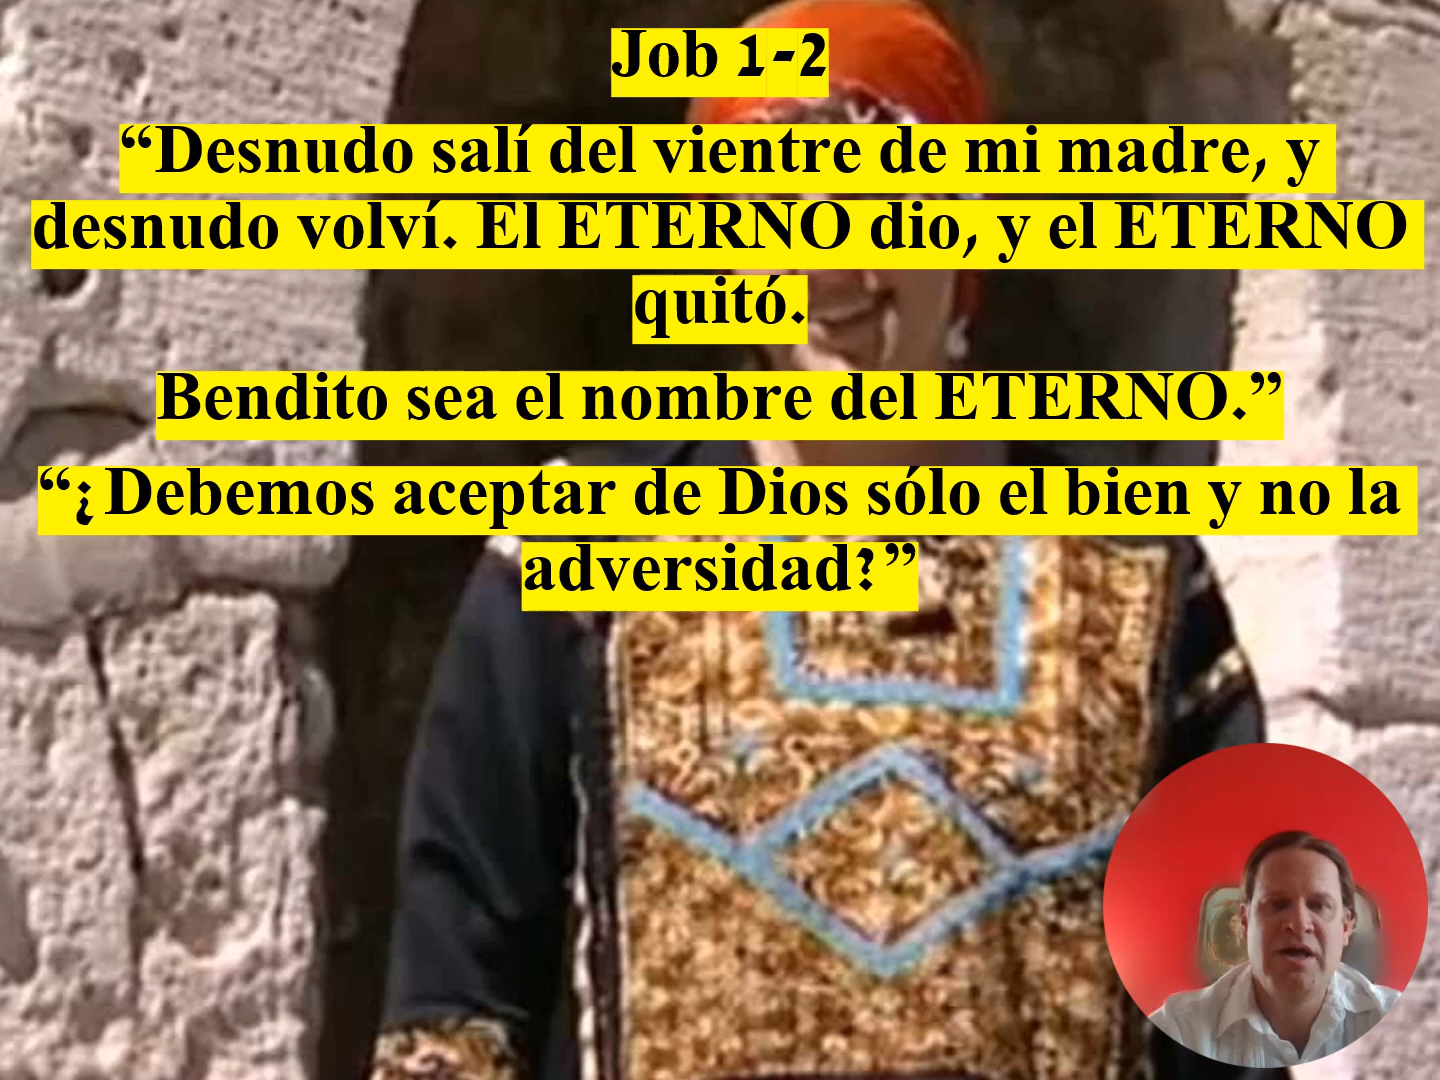 Job 1-2
“Desnudo salí del vientre de mi madre, y
desnudo volví. El ETERNO dio, y el ETERNO
quitó.
Bendito sea el nombre del ETERNO.”
“¿Debemos aceptar de Dios sólo el bien y no la
adversidad?”